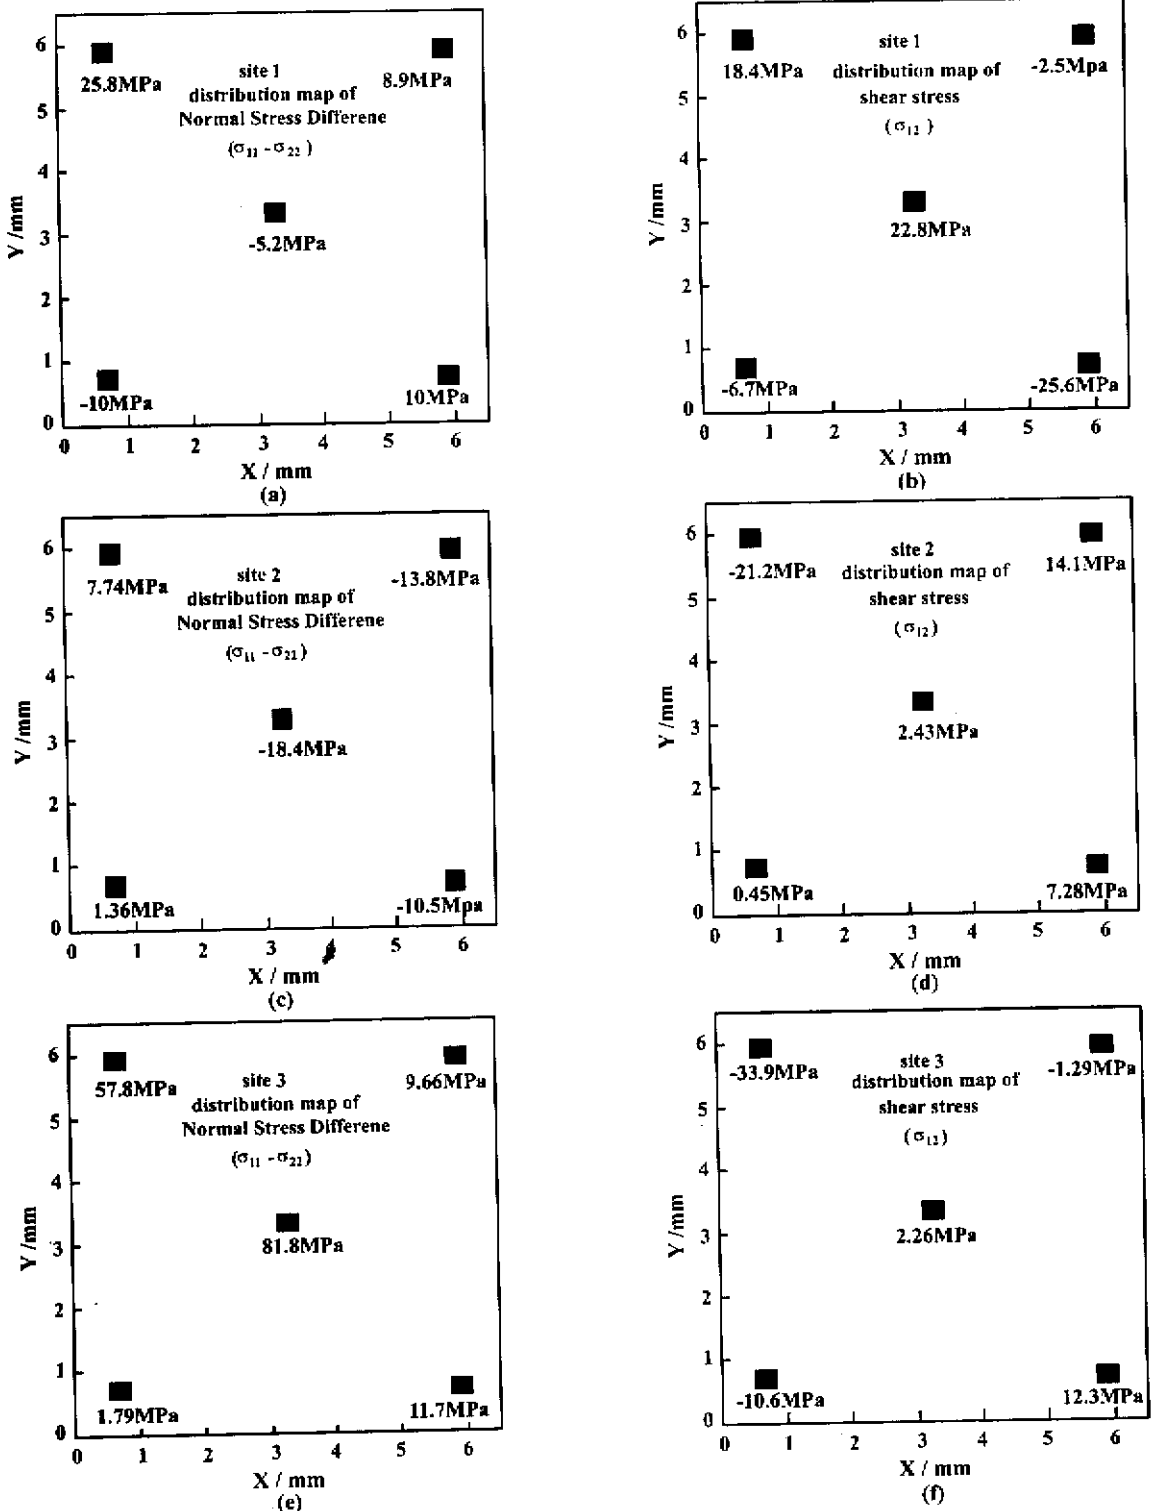 6
5
4
3
2
1
0
Y /mm
25.8MPa
8.9MPa
site 1
distribution map of
Normal Stress Differene
(σ11 -σ22 )
-5.2MPa
-10MPa
10MPa
0 1 2 3 4 5 6
X / mm
(a)
6
5
4
3
2
1
0
Y /mm
18.4MPa
-2.5Mpa
site 1
distribution map of
shear stress
(σ12 )
22.8MPa
-6.7MPa
-25.6MPa
0 1 2 3 4 5 6
X / mm
(b)
6
5
4
3
2
1
0
Y /mm
7.74MPa
-13.8MPa
site 2
distribution map of
Normal Stress Differene
(σ11 -σ22)
-18.4MPa
1.36MPa
-10.5Mpa
0 1 2 3 4 5 6
X / mm
(c)
6
5
4
3
2
1
0
Y /mm
-21.2MPa
14.1MPa
site 2
distribution map of
shear stress
(σ12)
2.43MPa
0.45MPa
7.28MPa
0 1 2 3 4 5 6
X / mm
(d)
6
5
4
3
2
1
0
Y /mm
57.8MPa
9.66MPa
site 3
distribution map of
Normal Stress Differene
(σ11 -σ22)
81.8MPa
1.79MPa
11.7MPa
0 1 2 3 4 5 6
X / mm
(e)
6
5
4
3
2
1
0
Y /mm
-33.9MPa
-1.29MPa
site 3
distribution map of
shear stress
(σ12)
2.26MPa
-10.6MPa
12.3MPa
0 1 2 3 4 5 6
X / mm
(f)